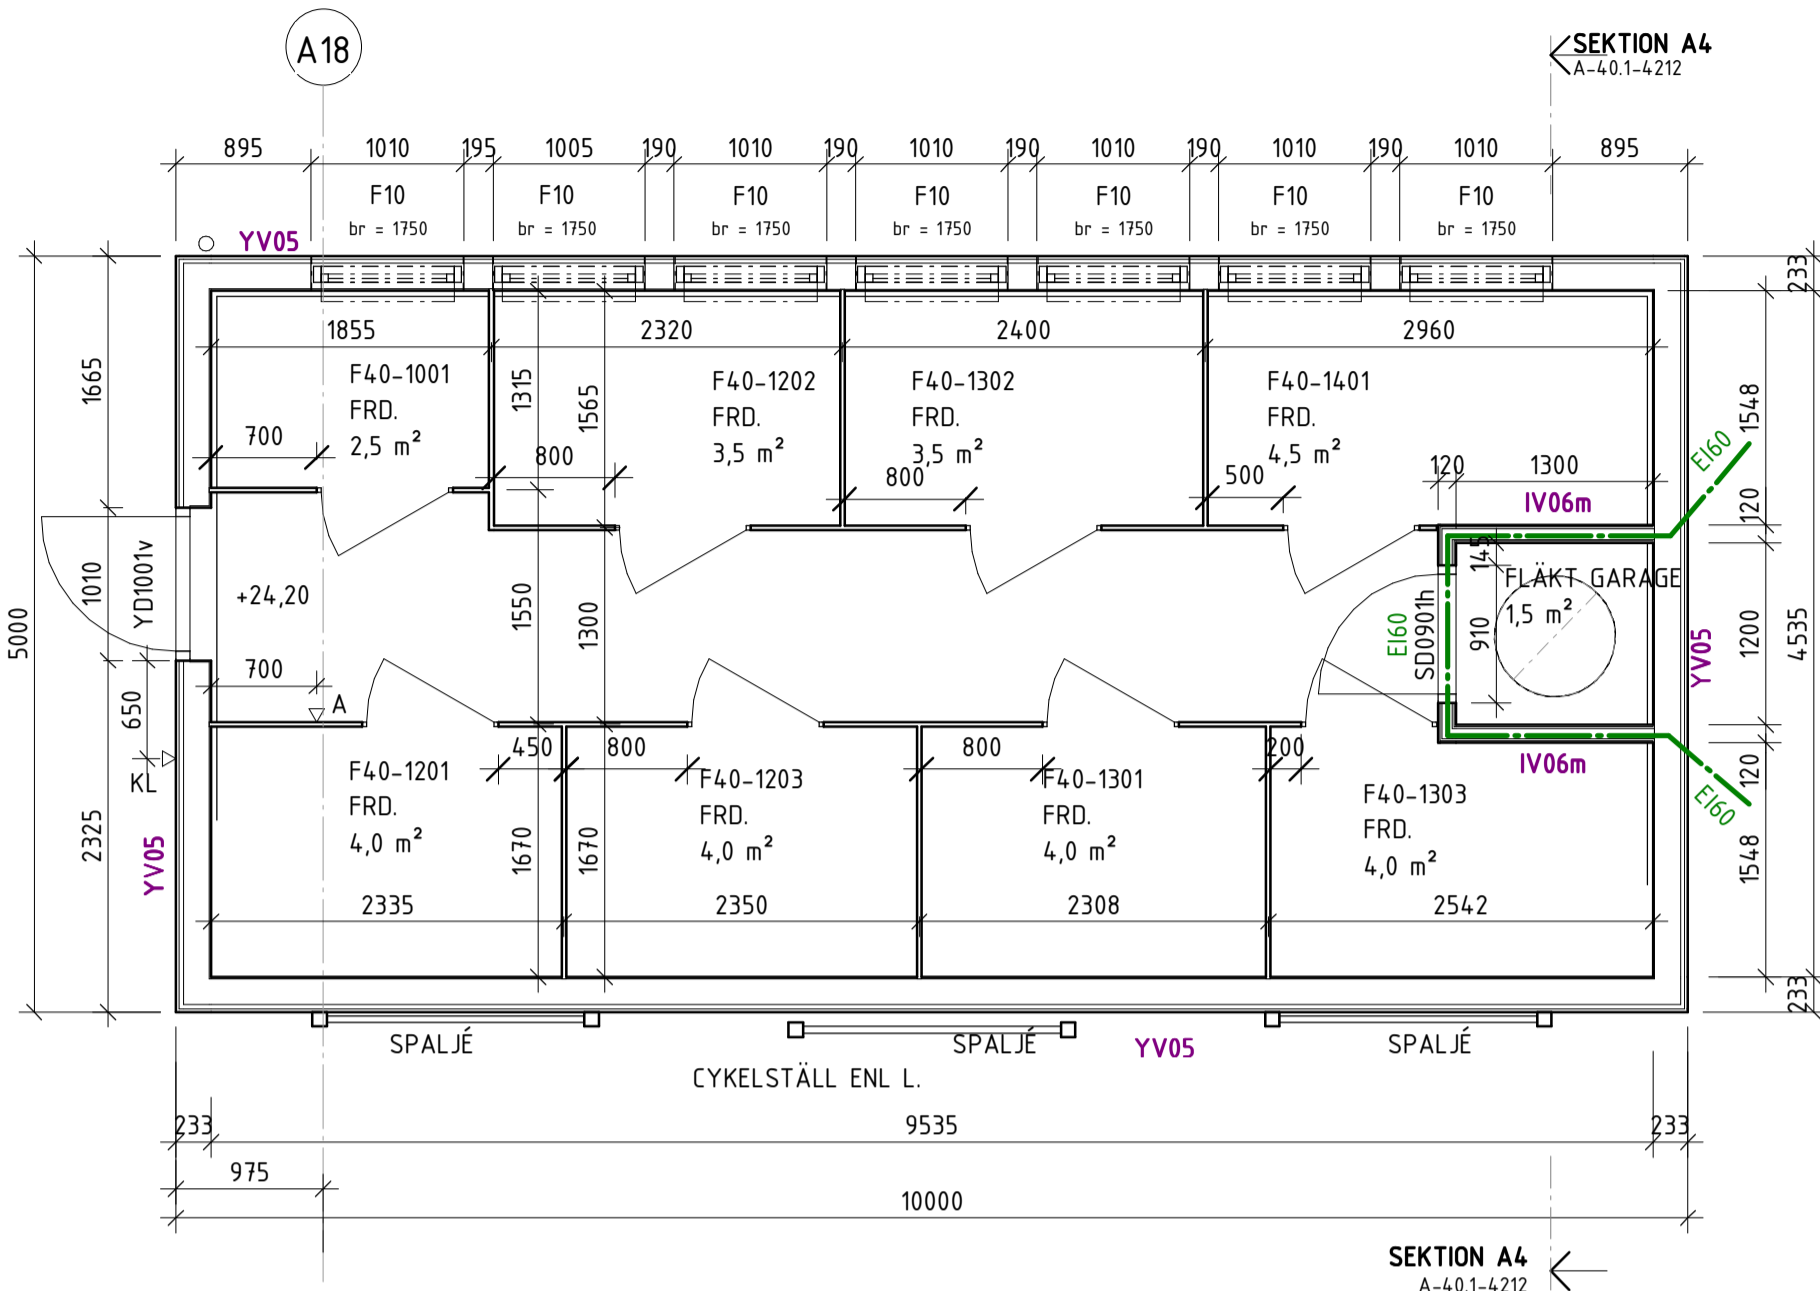 A18
SEKTION A4
A-40.1-4212
895 1010 195 1005 190 1010 190 1010 190 1010 190 1010 190 1010 895
F10 F10 F10 F10 F10 F10 F10
br = 1750 br = 1750 br = 1750 br = 1750 br = 1750 br = 1750 br = 1750
YV05
233
1855 2320 2400 2960
1665
1315
1565
1548
F40-1001
FRD.
2,5 m²
F40-1202
FRD.
3,5 m²
F40-1302
FRD.
3,5 m²
F40-1401
FRD.
4,5 m²
700 800 800 500 120 1300
EI60
IV06m
120
145
FLÄKT GARAGE
1,5 m²
5000
1010
YD1001v
+24,20
1550
1300
EI60
SD0901h
910
1200
4535
YV05
700
A
650
KL
450 800 800 200
IV06m
120
EI60
F40-1201
FRD.
4,0 m²
F40-1203
FRD.
4,0 m²
F40-1301
FRD.
4,0 m²
F40-1303
FRD.
4,0 m²
2325
YV05
1670
1670
1548
2335 2350 2308 2542
233
SPALJÉ SPALJÉ SPALJÉ
YV05
CYKELSTÄLL ENL L.
233 9535 233
975
10000
SEKTION A4
A-40.1-4212